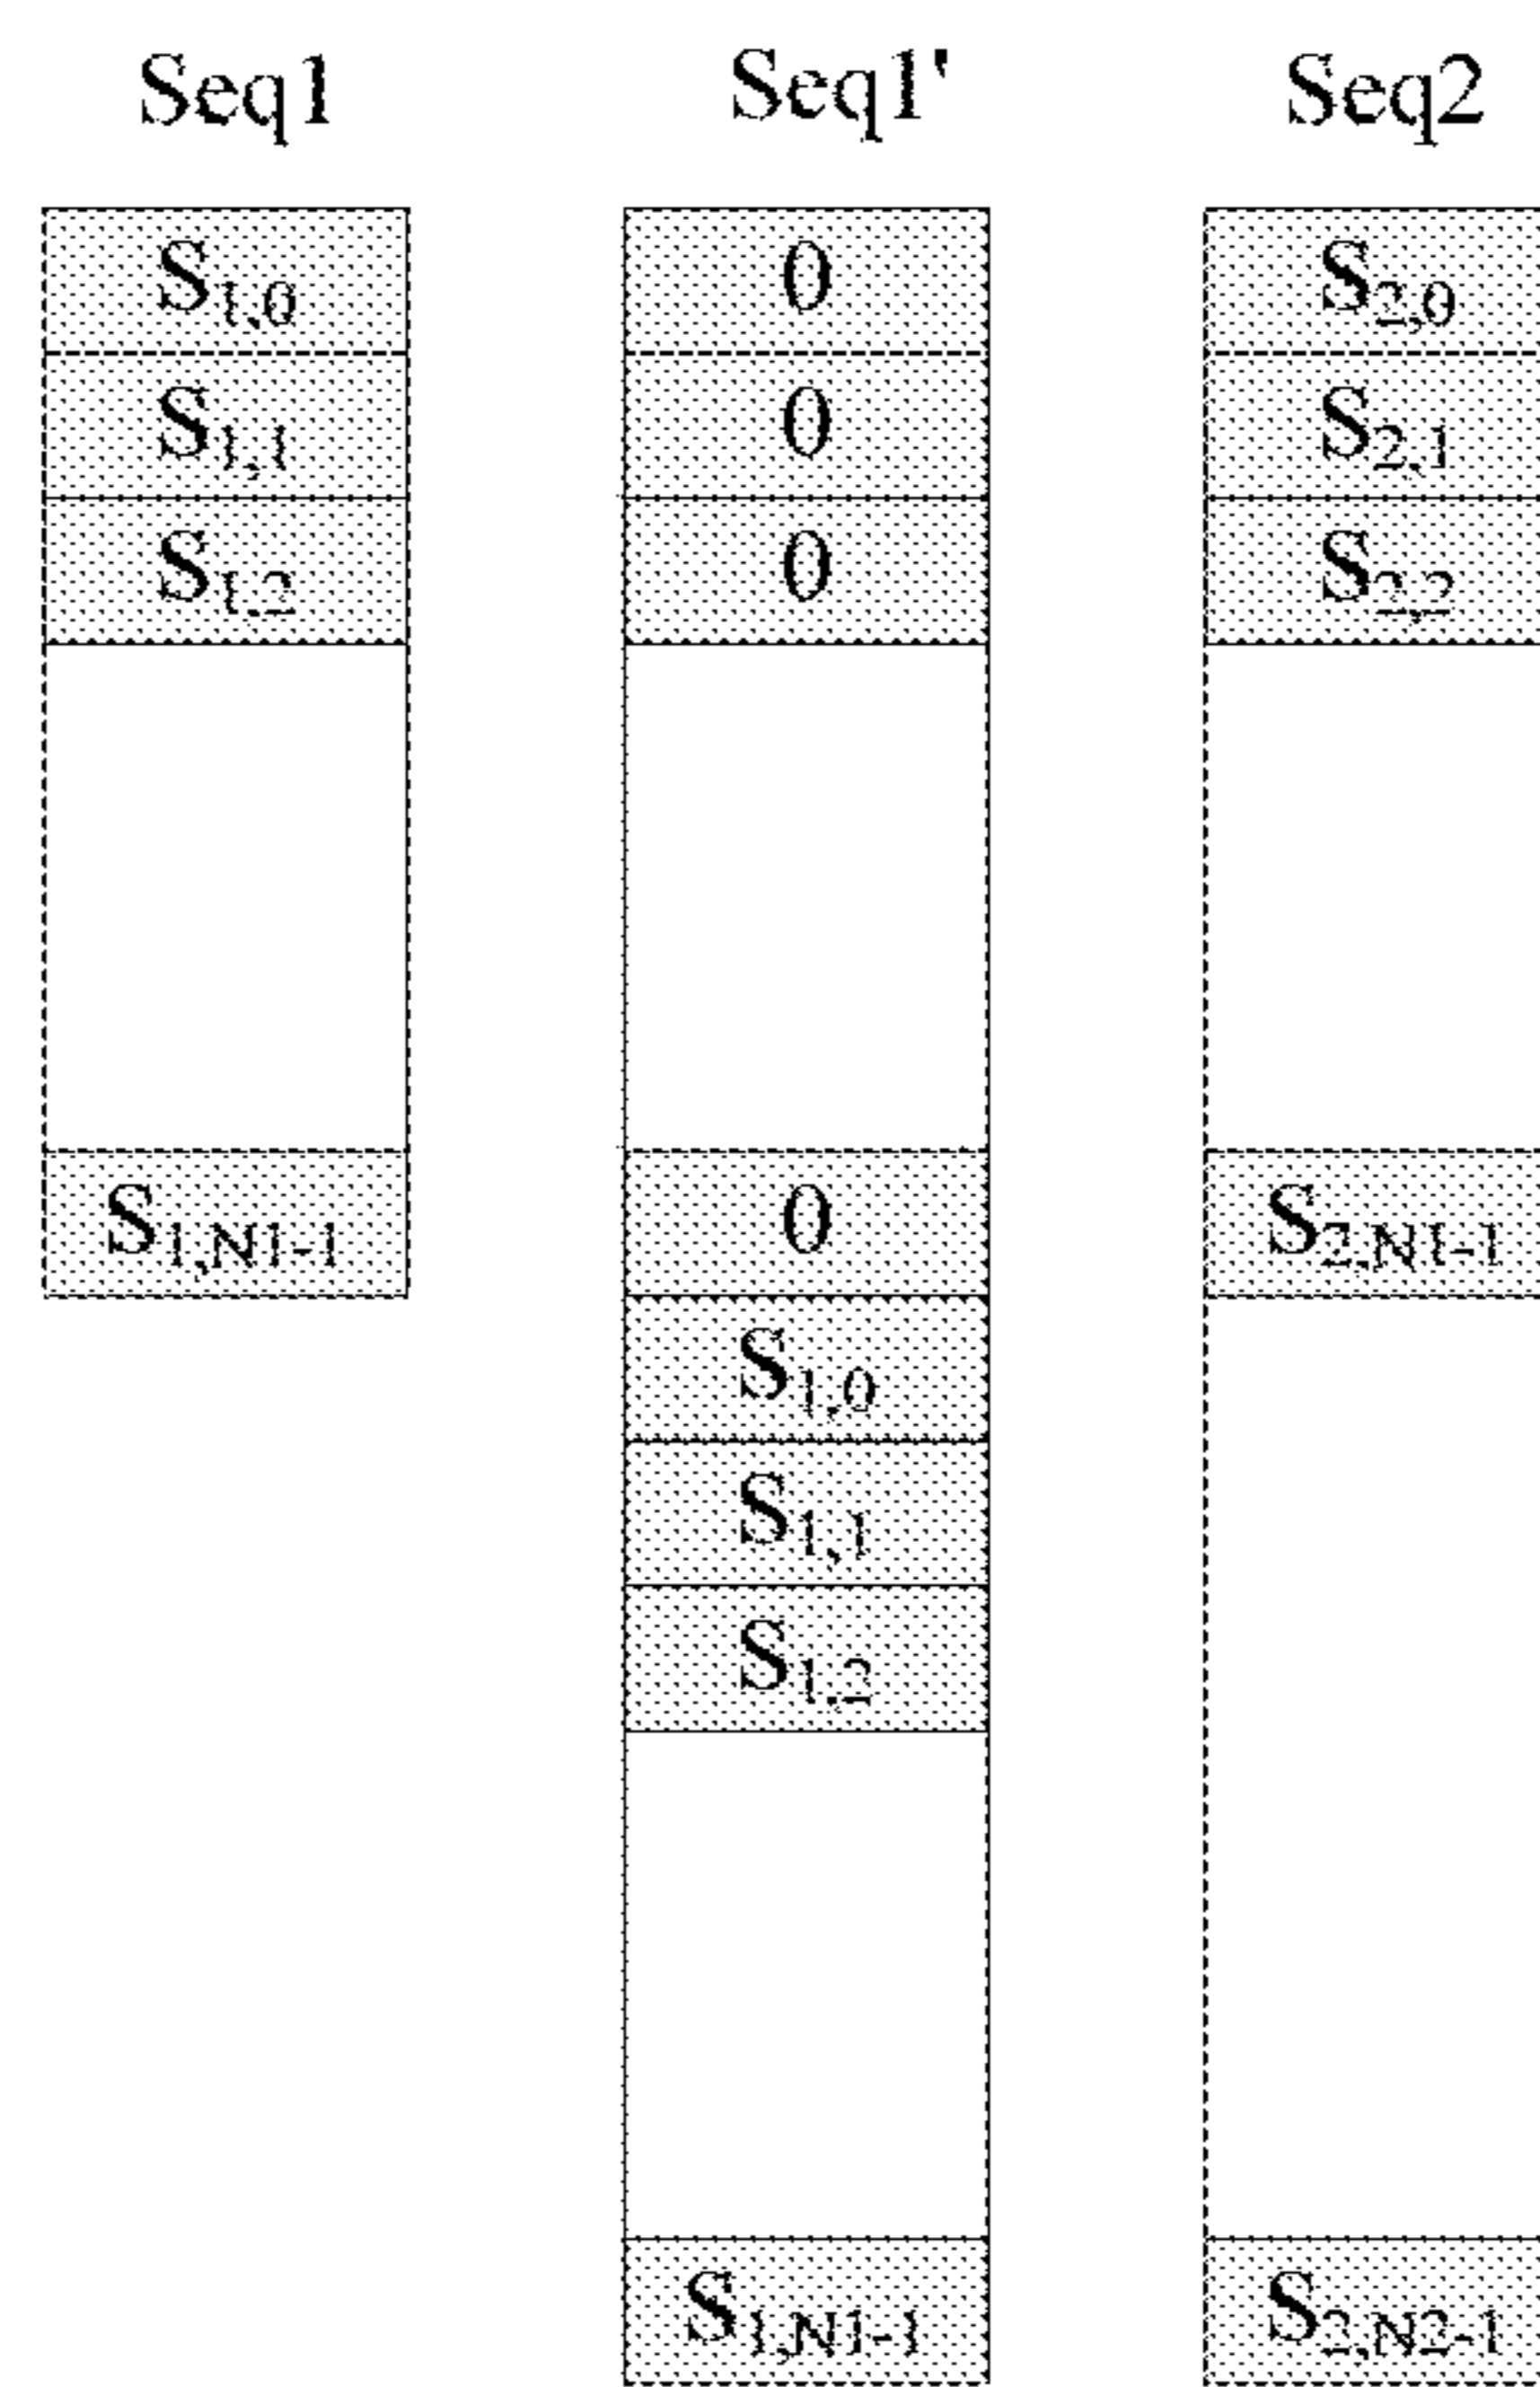 Seq1 Seq1' Seq2
S1,0 0 S2,0
S1,1 0 S2,1
S1,2 0 S2,2
S1,N1-1 0 S2,N1-1
S1,0
S1,1
S1,2
S1,N1-1 S2,N2-1